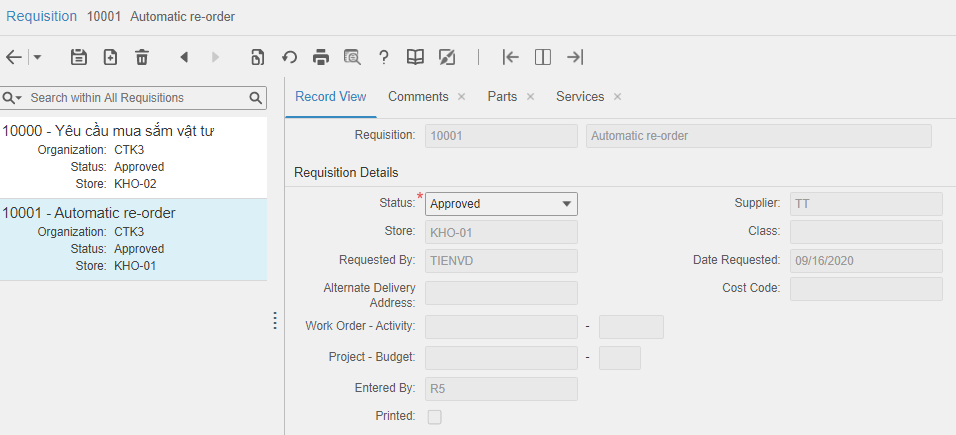 Requisition 10001 Automatic re-order
Search within All Requisitions
10000 - Yêu cầu mua sắm vật tư
Organization: CTK3
Status: Approved
Store: KHO-02
10001 - Automatic re-order
Organization: CTK3
Status: Approved
Store: KHO-01
Record View Comments × Parts × Services ×
Requisition: 10001 Automatic re-order
Requisition Details
Status: * Approved Supplier: TT
Store: KHO-01 Class:
Requested By: TIENVD Date Requested: 09/16/2020
Alternate Delivery Cost Code:
Address:
Work Order - Activity: -
Project - Budget: -
Entered By: R5
Printed: